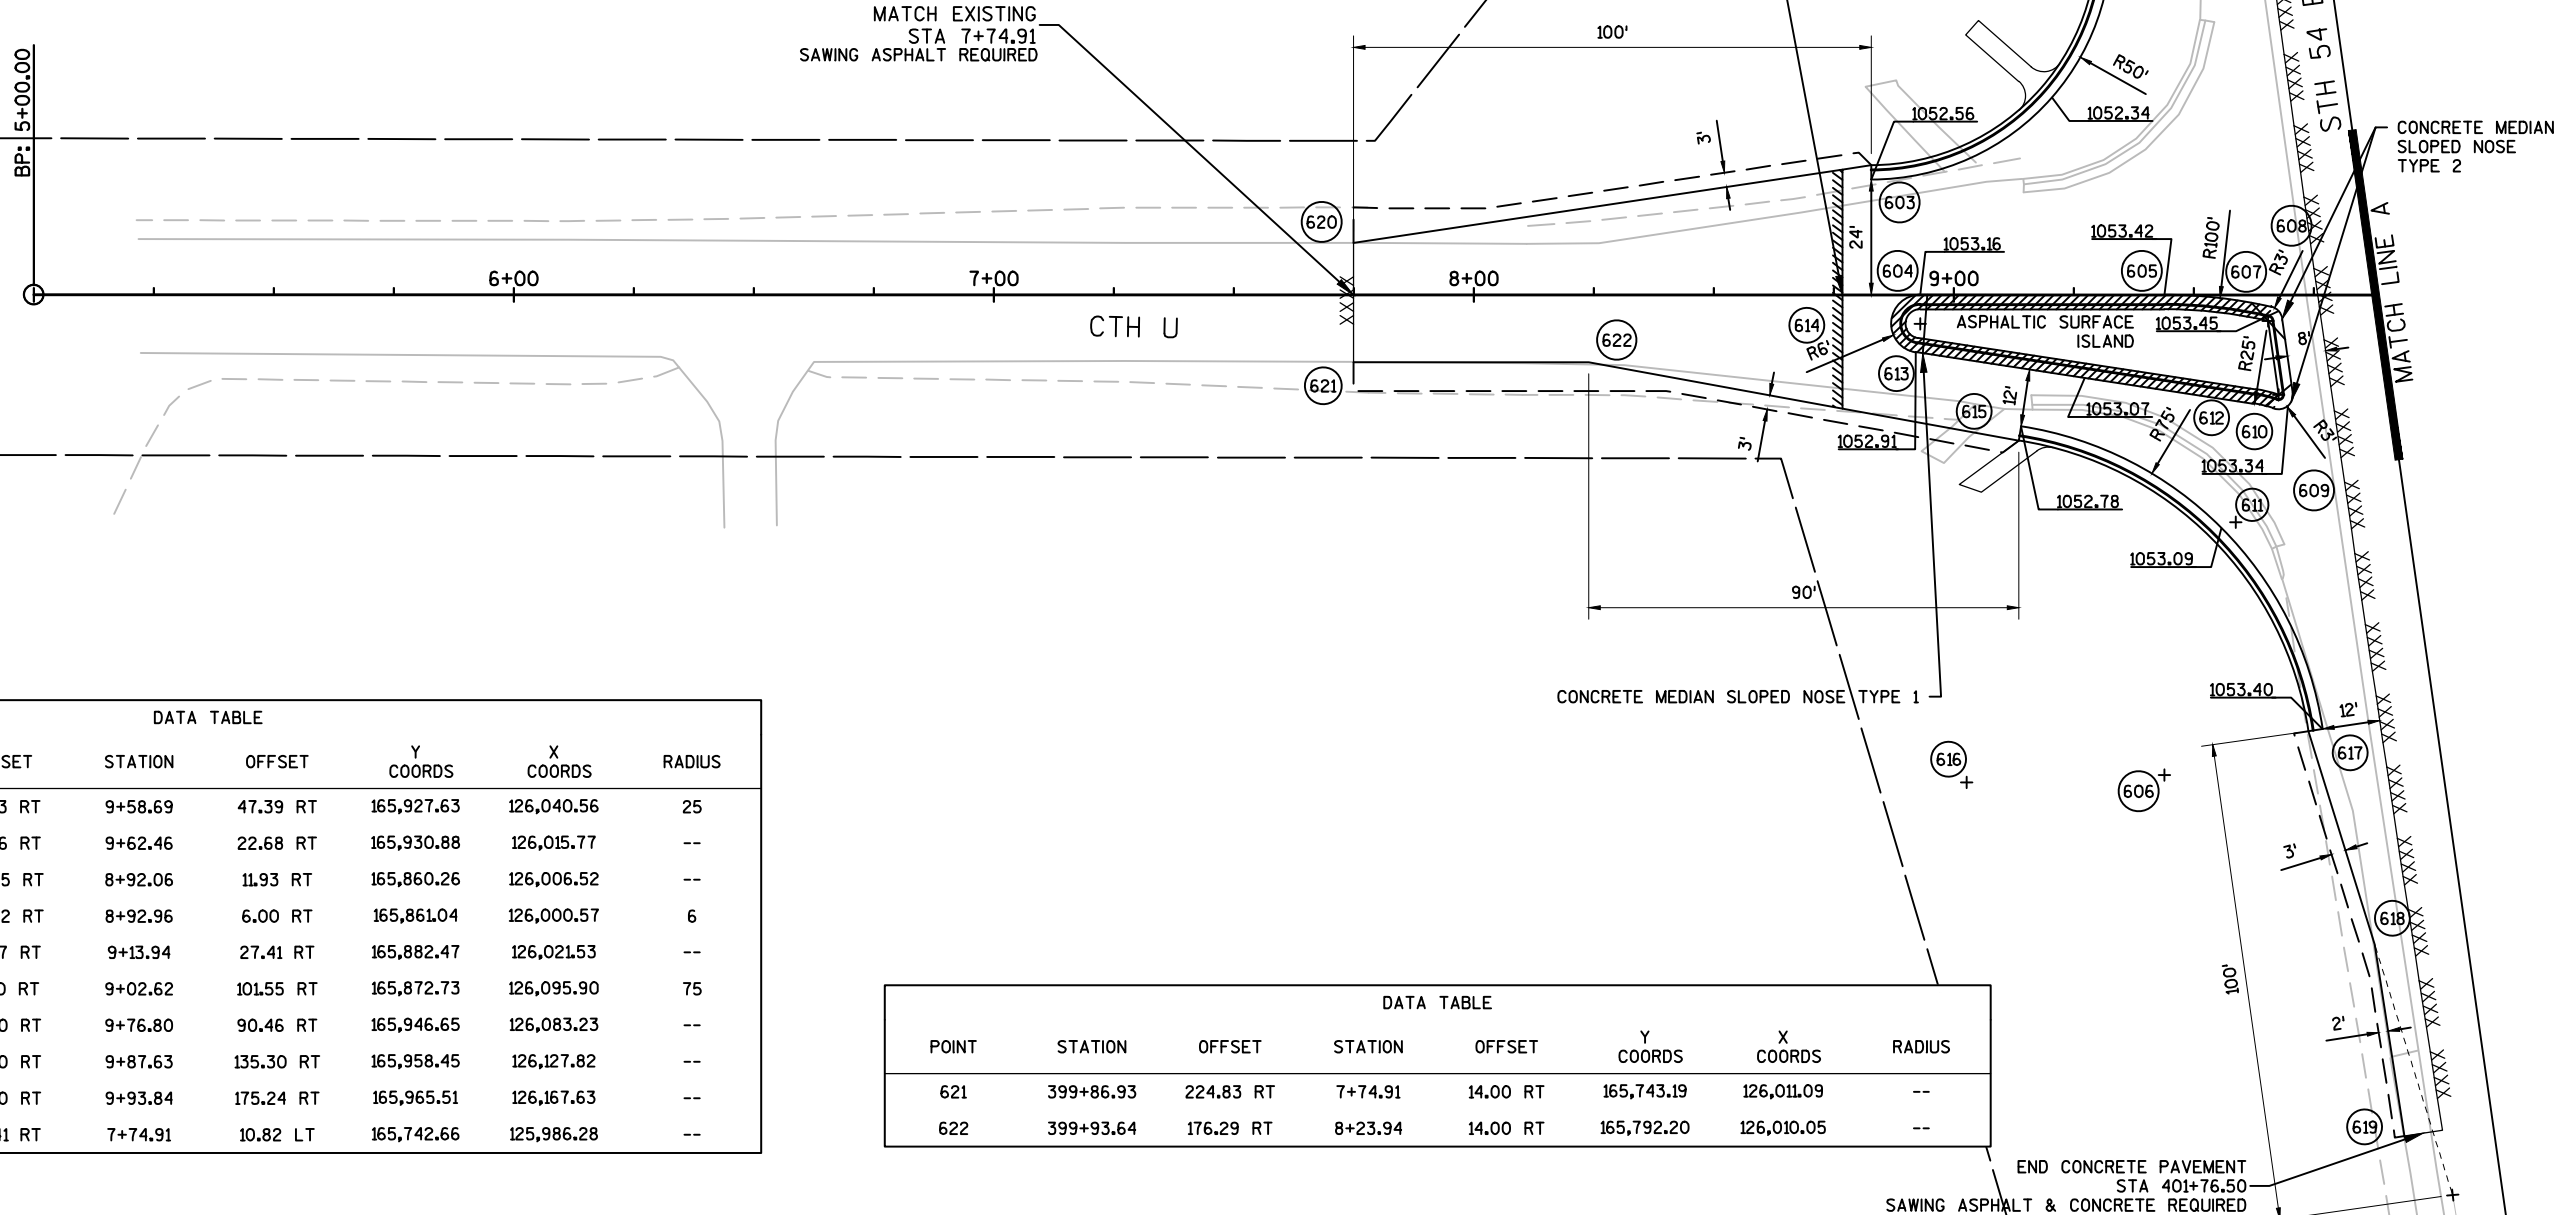 MATCH EXISTING
STA 7+74.91
SAWING ASPHALT REQUIRED
BP: 5+00.00
100'
R50'
1052.56
1052.34
3'
STH 54 E
CONCRETE MEDIAN
SLOPED NOSE
TYPE 2
620
603
24'
604
1053.16
1053.42
605
R100'
607
608
R3'
MATCH LINE A
6+00
7+00
8+00
9+00
CTH U
614
R6'
ASPHALTIC SURFACE
ISLAND
1053.45
R25'
8'
622
621
613
615
12'
1053.07
R75'
612
610
R3'
1052.91
3'
1053.34
609
1052.78
611
1053.09
90'
CONCRETE MEDIAN SLOPED NOSE TYPE 1
1053.40
12'
617
616
606
3'
618
100'
2'
619
END CONCRETE PAVEMENT
STA 401+76.50
SAWING ASPHALT & CONCRETE REQUIRED
DATA TABLE
SET STATION OFFSET Y COORDS X COORDS RADIUS
3 RT 9+58.69 47.39 RT 165,927.63 126,040.56 25
6 RT 9+62.46 22.68 RT 165,930.88 126,015.77 --
5 RT 8+92.06 11.93 RT 165,860.26 126,006.52 --
2 RT 8+92.96 6.00 RT 165,861.04 126,000.57 6
7 RT 9+13.94 27.41 RT 165,882.47 126,021.53 --
0 RT 9+02.62 101.55 RT 165,872.73 126,095.90 75
0 RT 9+76.80 90.46 RT 165,946.65 126,083.23 --
0 RT 9+87.63 135.30 RT 165,958.45 126,127.82 --
0 RT 9+93.84 175.24 RT 165,965.51 126,167.63 --
41 RT 7+74.91 10.82 LT 165,742.66 125,986.28 --
DATA TABLE
POINT STATION OFFSET STATION OFFSET Y COORDS X COORDS RADIUS
621 399+86.93 224.83 RT 7+74.91 14.00 RT 165,743.19 126,011.09 --
622 399+93.64 176.29 RT 8+23.94 14.00 RT 165,792.20 126,010.05 --